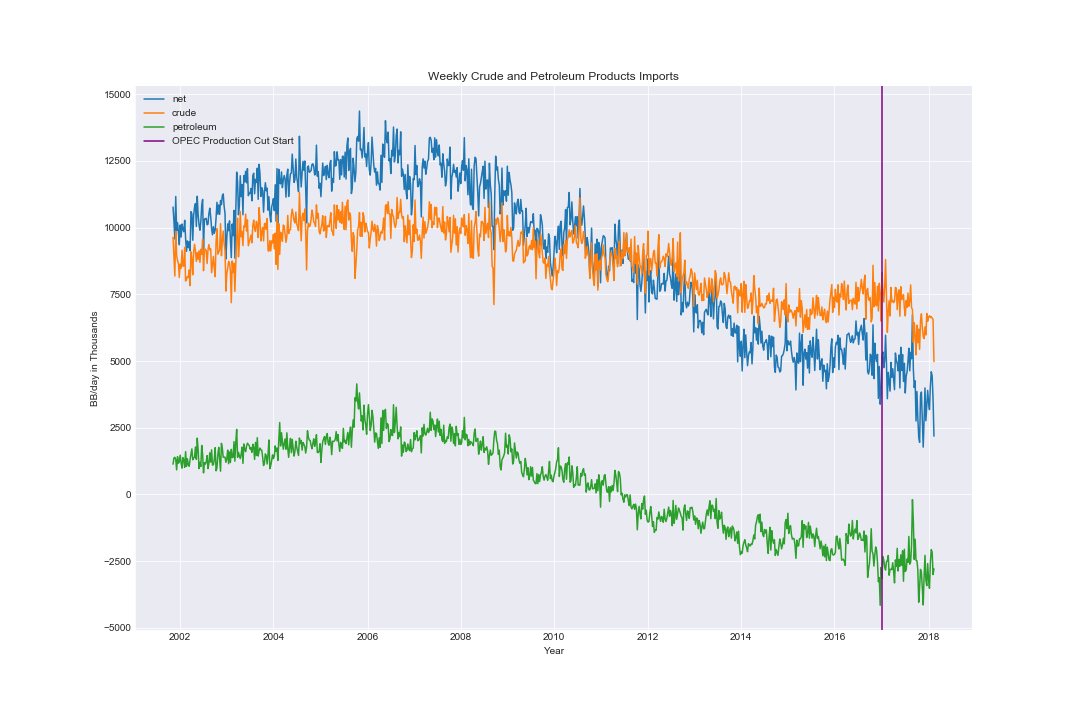 Weekly Crude and Petroleum Products Imports
net
crude
petroleum
OPEC Production Cut Start
15000
12500
10000
7500
5000
2500
0
−2500
−5000
BB/day in Thousands
2002 2004 2006 2008 2010 2012 2014 2016 2018
Year